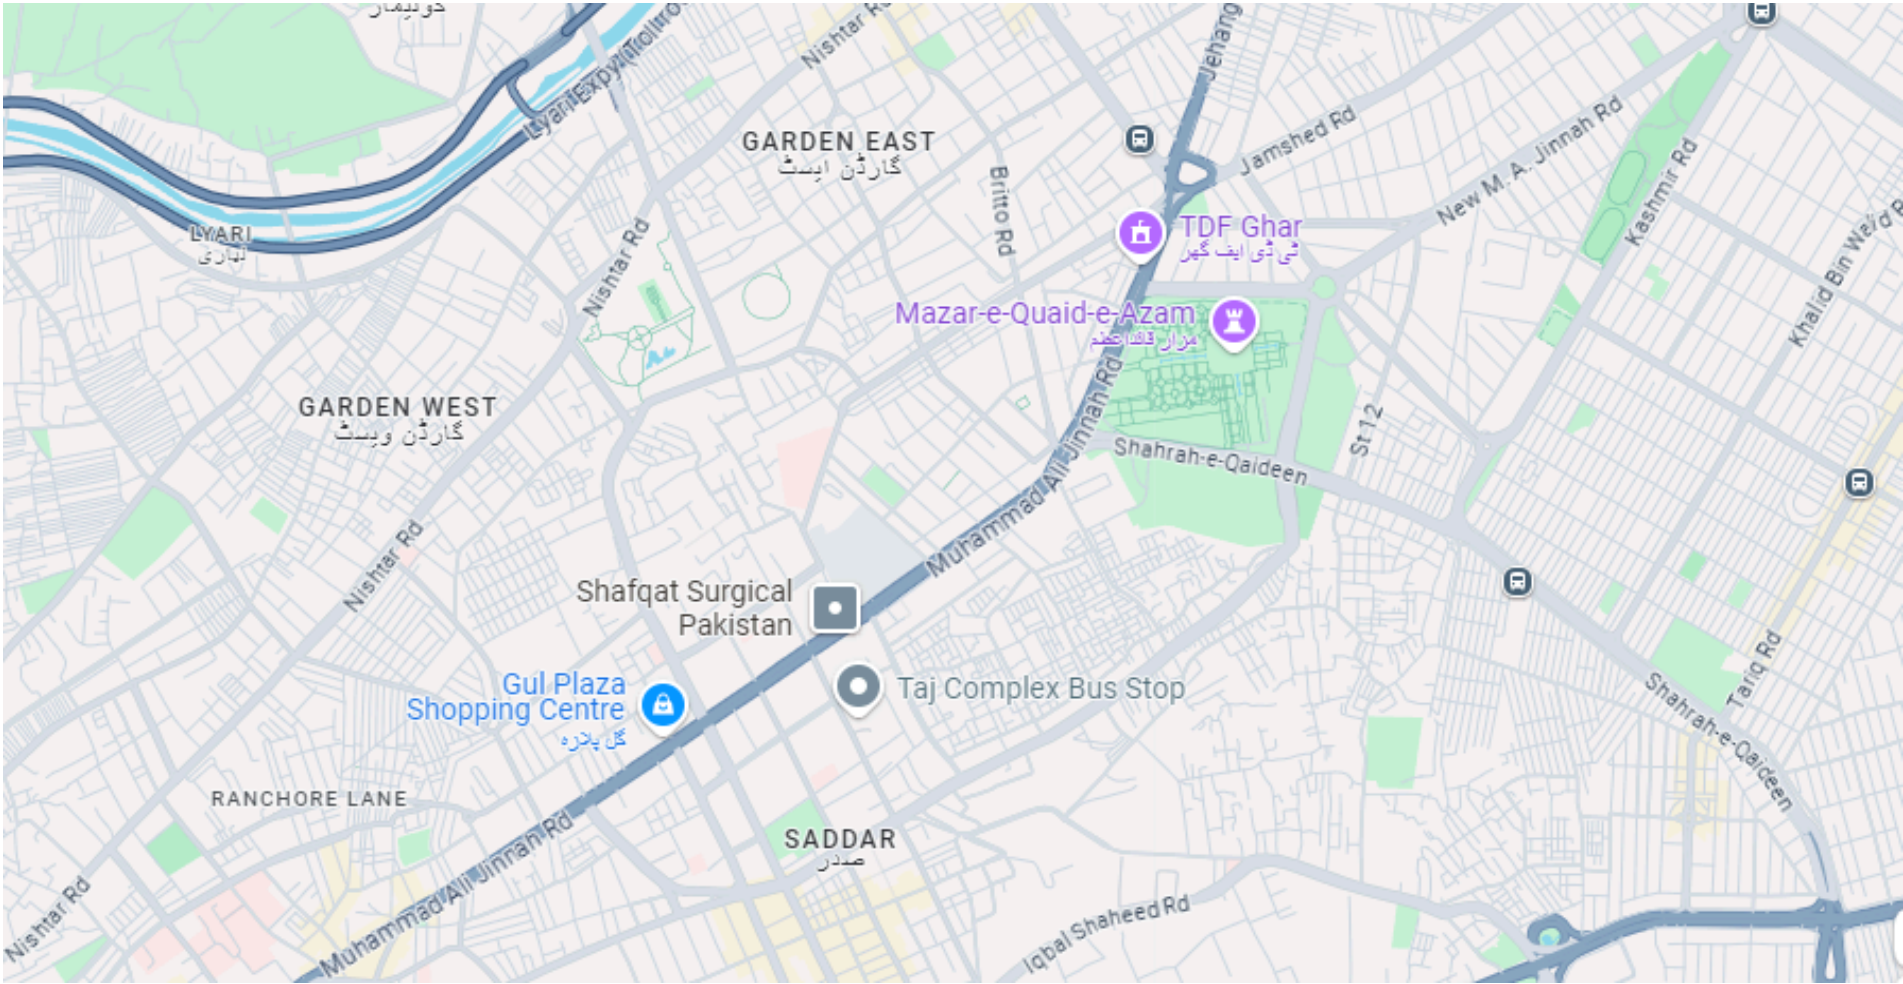 گولیمار
Nishtar Rd
Jehang
Lyari Expy(Toll ro
GARDEN EAST
گارڈن ایسٹ
Jamshed Rd
New M. A. Jinnah Rd
Kashmir Rd
Britto Rd
LYARI
لیاری
TDF Ghar
ٹی ڈی ایف گھر
Khalid Bin Walid R
Nishtar Rd
Mazar-e-Quaid-e-Azam
مزار قائداعظم
GARDEN WEST
گارڈن ویسٹ
St 12
Shahrah-e-Qaideen
Muhammad Ali Jinnah Rd
Nishtar Rd
Shafqat Surgical
Pakistan
Gul Plaza
Shopping Centre
گل پلازہ
Taj Complex Bus Stop
Tariq Rd
Shahrah-e-Qaideen
RANCHORE LANE
SADDAR
صدر
Muhammad Ali Jinnah Rd
Nishtar Rd
Iqbal Shaheed Rd